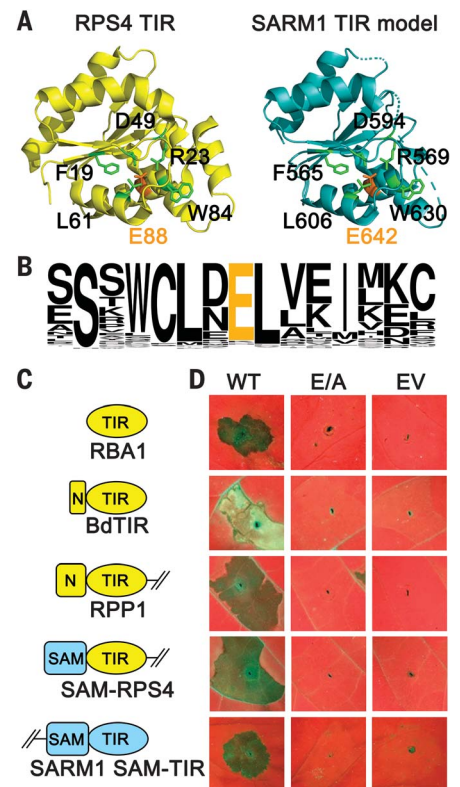 A RPS4 TIR SARM1 TIR model
D49 D594
R23 R569
F19 F565
L61 W84 L606 W630
E88 E642
B
SSSWCLDELVEIMKC
C D WT E/A EV
TIR
RBA1
N TIR
BdTIR
N TIR
RPP1
SAM TIR
SAM-RPS4
SAM TIR
SARM1 SAM-TIR